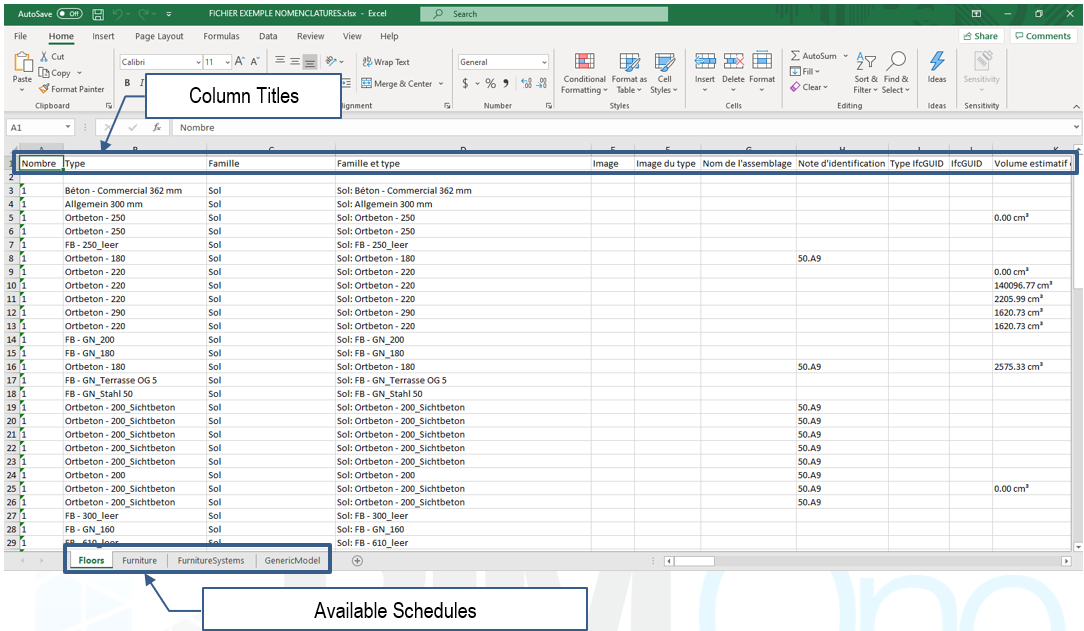 AutoSave Off FICHIER EXEMPLE NOMENCLATURES.xlsx - Excel Search
File Home Insert Page Layout Formulas Data Review View Help Share Comments
Cut Calibri 11 A^ Aˇ Wrap Text General AutoSum
Copy Fill
Paste Format Painter B I Merge & Center $ % Conditional Formatting Format as Table Cell Styles Insert Delete Format Clear Sort & Filter Find & Select Ideas Sensitivity
Clipboard Number Styles Cells Editing Ideas Sensitivity
Column Titles
A1 fx Nombre
1 Nombre Type Famille Famille et type Image Image du type Nom de l'assemblage Note d'identification Type IfcGUID IfcGUID Volume estimatif
2
3 1 Béton - Commercial 362 mm Sol Sol: Béton - Commercial 362 mm
4 1 Allgemein 300 mm Sol Sol: Allgemein 300 mm
5 1 Ortbeton - 250 Sol Sol: Ortbeton - 250 0.00 cm³
6 1 Ortbeton - 250 Sol Sol: Ortbeton - 250
7 1 FB - 250_leer Sol Sol: FB - 250_leer
8 1 Ortbeton - 180 Sol Sol: Ortbeton - 180 50.A9
9 1 Ortbeton - 220 Sol Sol: Ortbeton - 220 0.00 cm³
10 1 Ortbeton - 220 Sol Sol: Ortbeton - 220 140096.77 cm³
11 1 Ortbeton - 220 Sol Sol: Ortbeton - 220 2205.99 cm³
12 1 Ortbeton - 290 Sol Sol: Ortbeton - 290 1620.73 cm³
13 1 Ortbeton - 220 Sol Sol: Ortbeton - 220 1620.73 cm³
14 1 FB - GN_200 Sol Sol: FB - GN_200
15 1 FB - GN_180 Sol Sol: FB - GN_180
16 1 Ortbeton - 180 Sol Sol: Ortbeton - 180 50.A9 2575.33 cm³
17 1 FB - GN_Terrasse OG 5 Sol Sol: FB - GN_Terrasse OG 5
18 1 FB - GN_Stahl 50 Sol Sol: FB - GN_Stahl 50
19 1 Ortbeton - 200_Sichtbeton Sol Sol: Ortbeton - 200_Sichtbeton 50.A9
20 1 Ortbeton - 200_Sichtbeton Sol Sol: Ortbeton - 200_Sichtbeton 50.A9
21 1 Ortbeton - 200_Sichtbeton Sol Sol: Ortbeton - 200_Sichtbeton 50.A9
22 1 Ortbeton - 200_Sichtbeton Sol Sol: Ortbeton - 200_Sichtbeton 50.A9
23 1 Ortbeton - 200_Sichtbeton Sol Sol: Ortbeton - 200_Sichtbeton 50.A9
24 1 Ortbeton - 200 Sol Sol: Ortbeton - 200 50.A9
25 1 Ortbeton - 200_Sichtbeton Sol Sol: Ortbeton - 200_Sichtbeton 50.A9 0.00 cm³
26 1 Ortbeton - 200_Sichtbeton Sol Sol: Ortbeton - 200_Sichtbeton 50.A9
27 1 FB - 300_leer Sol Sol: FB - 300_leer
28 1 FB - GN_160 Sol Sol: FB - GN_160
29 1 FB - 610_leer Sol Sol: FB - 610_leer
Floors Furniture FurnitureSystems GenericModel
Available Schedules